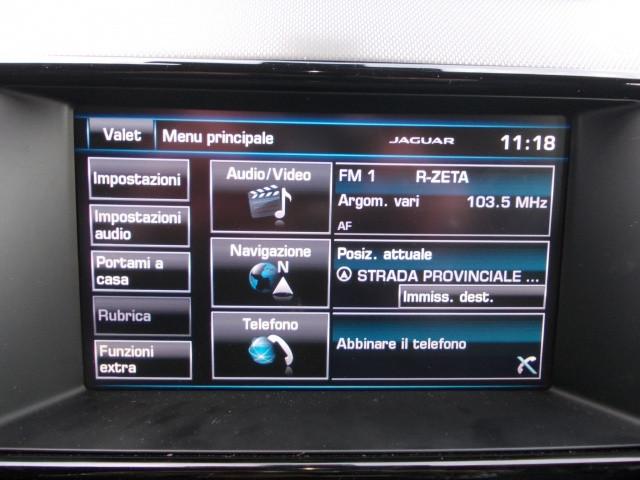 Valet
Menu principale
JAGUAR
11:18
Impostazioni
Impostazioni
audio
Portami a
casa
Rubrica
Funzioni
extra
Audio/Video
FM 1 R-ZETA
Argom. vari 103.5 MHz
AF
Navigazione
N
Posiz. attuale
STRADA PROVINCIALE ...
Immiss. dest.
Telefono
Abbinare il telefono